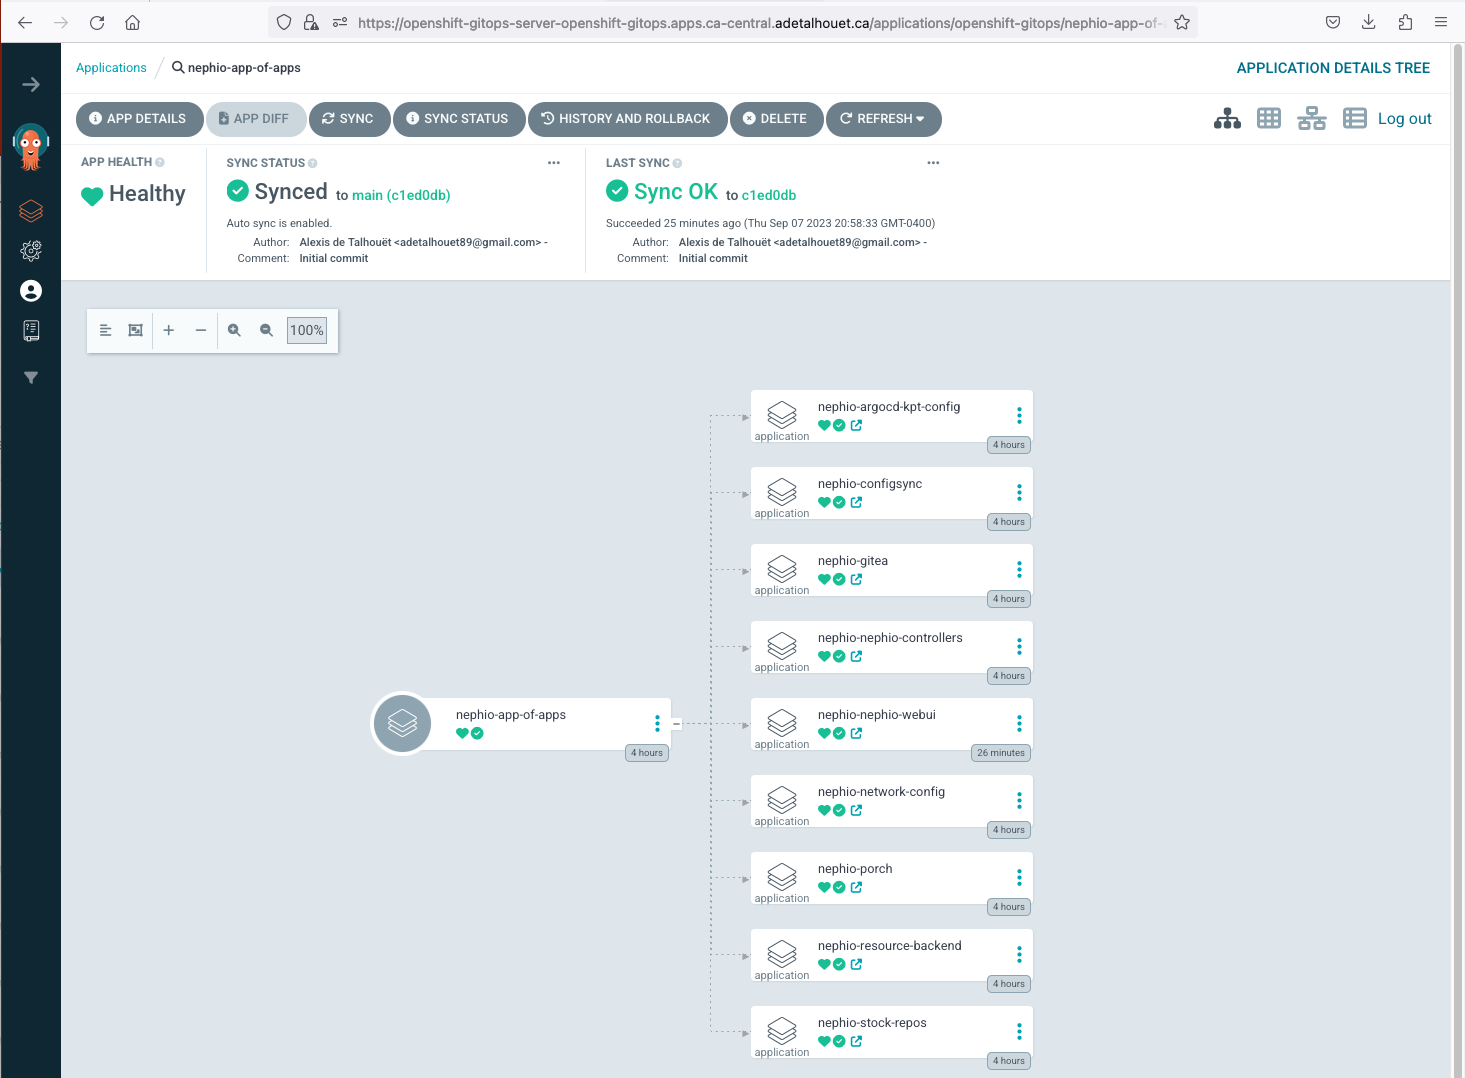 https://openshift-gitops-server-openshift-gitops.apps.ca-central.adetalhouet.ca/applications/openshift-gitops/nephio-app-of-
Applications / nephio-app-of-apps
APPLICATION DETAILS TREE
APP DETAILS
APP DIFF
SYNC
SYNC STATUS
HISTORY AND ROLLBACK
DELETE
REFRESH
Log out
APP HEALTH
Healthy
SYNC STATUS
Synced to main (c1ed0db)
Auto sync is enabled.
Author: Alexis de Talhouët <adetalhouet89@gmail.com> -
Comment: Initial commit
LAST SYNC
Sync OK to c1ed0db
Succeeded 25 minutes ago (Thu Sep 07 2023 20:58:33 GMT-0400)
Author: Alexis de Talhouët <adetalhouet89@gmail.com> -
Comment: Initial commit
100%
nephio-app-of-apps
4 hours
nephio-argocd-kpt-config
application
4 hours
nephio-configsync
application
4 hours
nephio-gitea
application
4 hours
nephio-nephio-controllers
application
4 hours
nephio-nephio-webui
application
26 minutes
nephio-network-config
application
4 hours
nephio-porch
application
4 hours
nephio-resource-backend
application
4 hours
nephio-stock-repos
application
4 hours